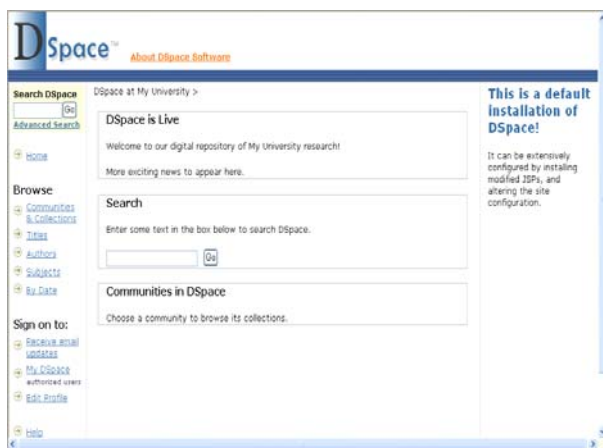 DSpace™
About DSpace Software
Search DSpace
Go
Advanced Search
Home
Browse
Communities
& Collections
Titles
Authors
Subjects
By Date
Sign on to:
Receive email
updates
My DSpace
authorized users
Edit Profile
Help
DSpace at My University >
DSpace is Live
Welcome to our digital repository of My University research!
More exciting news to appear here.
Search
Enter some text in the box below to search DSpace.
Go
Communities in DSpace
Choose a community to browse its collections.
This is a default
installation of
DSpace!
It can be extensively
configured by installing
modified JSPs, and
altering the site
configuration.